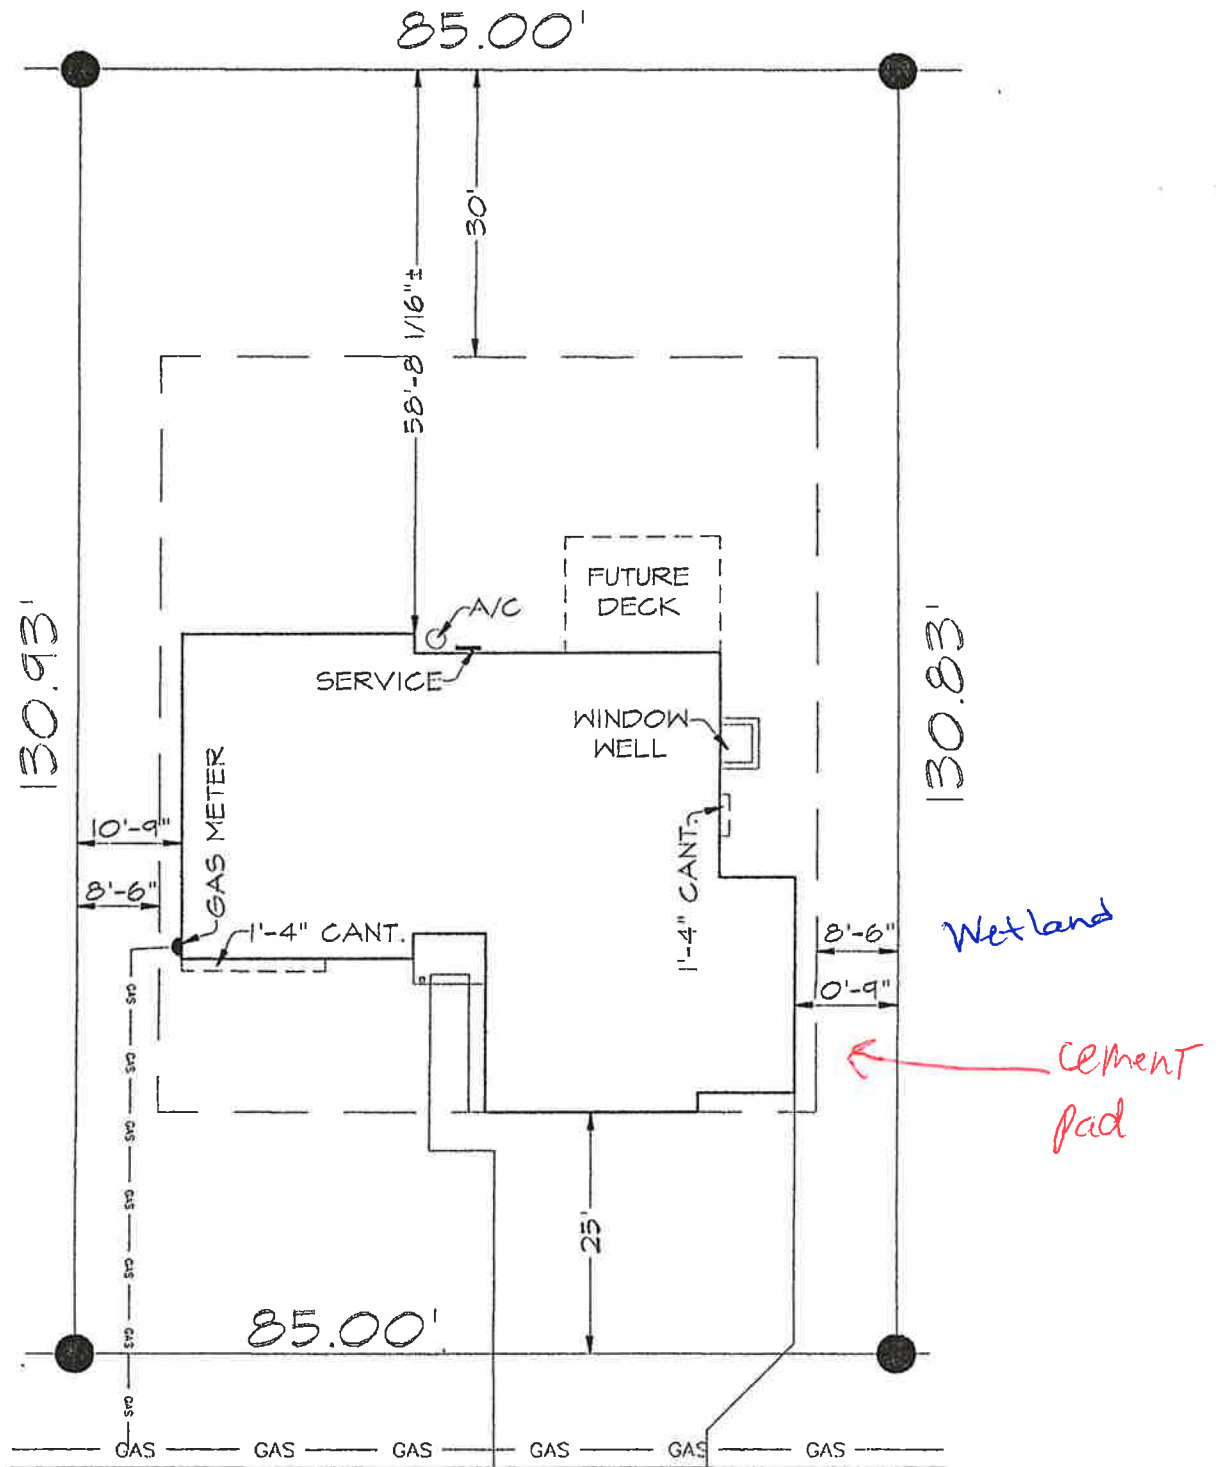 85.00'
30'
58'-8 1/16"±
FUTURE
DECK
A/C
SERVICE
WINDOW
WELL
130.93'
130.83'
GAS METER
10'-9"
8'-6"
1'-4" CANT.
1'-4" CANT.
8'-6"
Wetland
0'-9"
cement
pad
25'
85.00'
GAS
GAS
GAS
GAS
GAS
GAS
GAS
GAS GAS GAS GAS GAS GAS